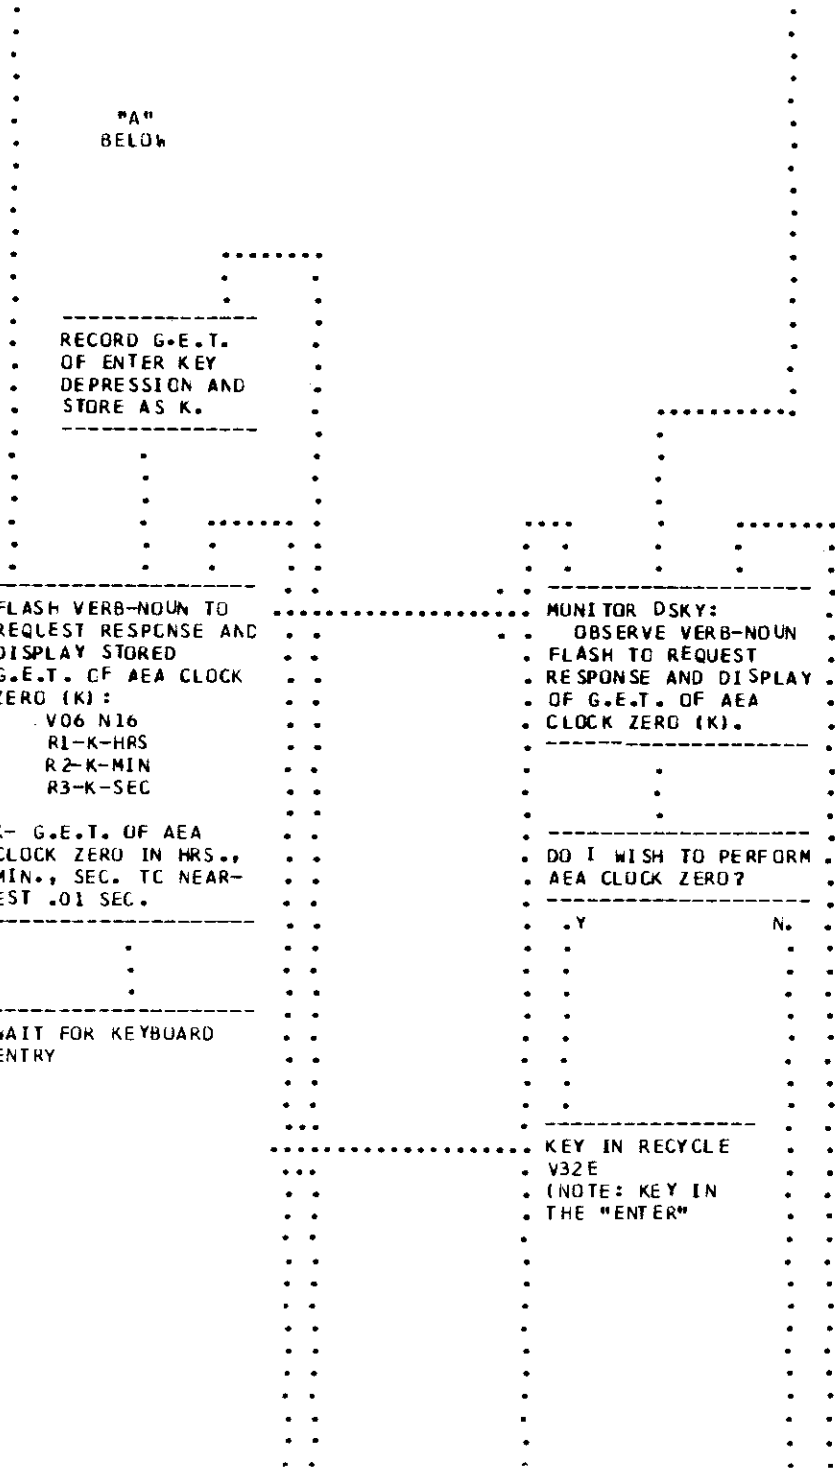 "A"
BELOW
RECORD G.E.T.
OF ENTER KEY
DEPRESSION AND
STORE AS K.
FLASH VERB-NOUN TO
REQUEST RESPONSE AND
DISPLAY STORED
G.E.T. OF AEA CLOCK
ZERO (K):
V06 N16
R1-K-HRS
R2-K-MIN
R3-K-SEC
K- G.E.T. OF AEA
CLOCK ZERO IN HRS.,
MIN., SEC. TO NEAR-
EST .01 SEC.
WAIT FOR KEYBOARD
ENTRY
MONITOR DSKY:
OBSERVE VERB-NOUN
FLASH TO REQUEST
RESPONSE AND DISPLAY
OF G.E.T. OF AEA
CLOCK ZERO (K).
DO I WISH TO PERFORM
AEA CLOCK ZERO?
Y N
KEY IN RECYCLE
V32E
(NOTE: KEY IN
THE "ENTER"